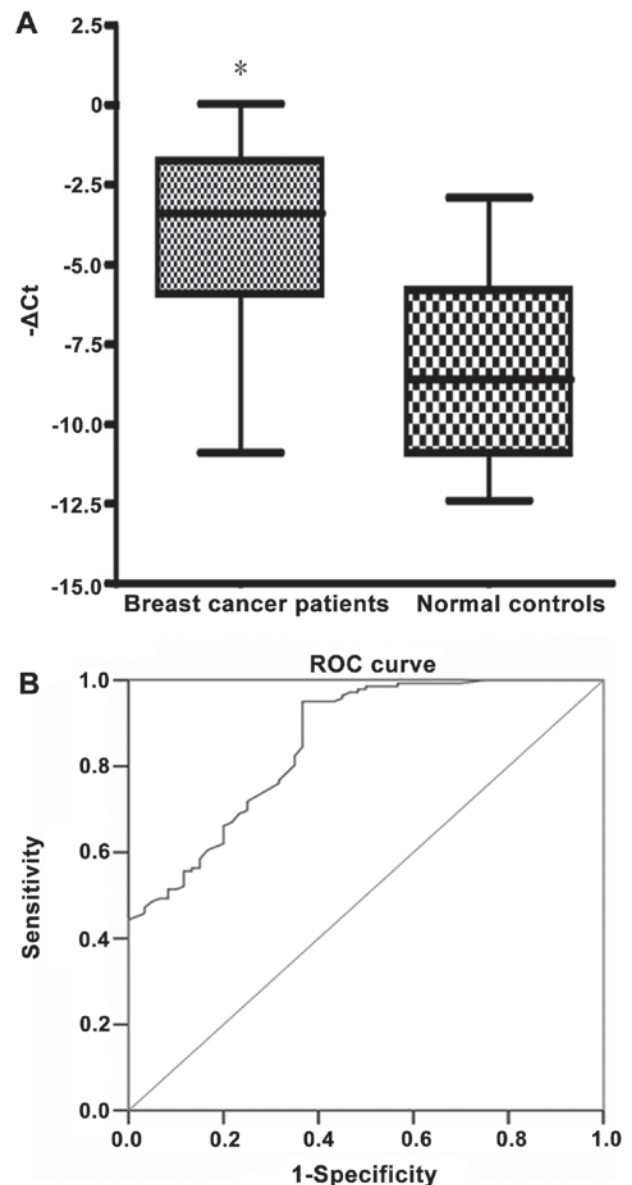 A
2.5
*
0
-2.5
-5.0
-ΔCt
-7.5
-10.0
-12.5
-15.0
Breast cancer patients Normal controls
B
ROC curve
1.0
0.8
0.6
Sensitivity
0.4
0.2
0.0
0.0 0.2 0.4 0.6 0.8 1.0
1-Specificity